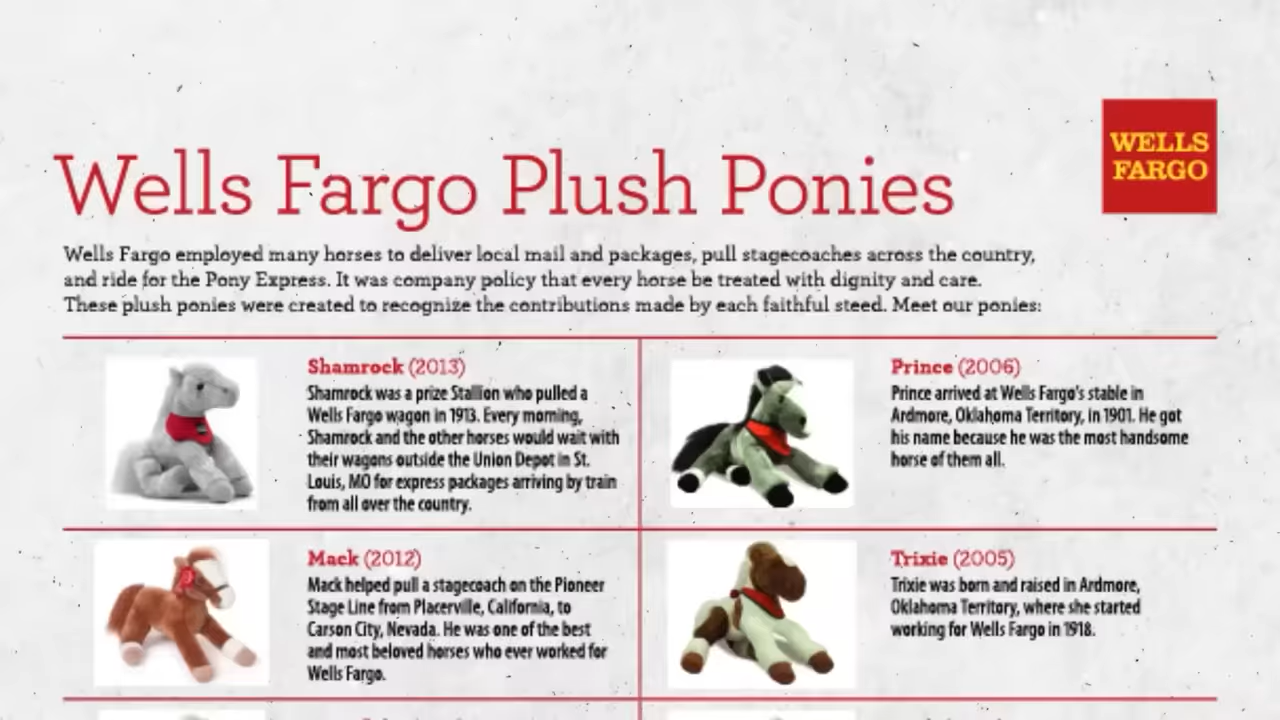 WELLS
FARGO
Wells Fargo Plush Ponies
Wells Fargo employed many horses to deliver local mail and packages, pull stagecoaches across the country,
and ride for the Pony Express. It was company policy that every horse be treated with dignity and care.
These plush ponies were created to recognize the contributions made by each faithful steed. Meet our ponies:
Shamrock (2013)
Shamrock was a prize Stallion who pulled a
Wells Fargo wagon in 1913. Every morning,
Shamrock and the other horses would wait with
their wagons outside the Union Depot in St.
Louis, MO for express packages arriving by train
from all over the country.
Prince (2006)
Prince arrived at Wells Fargo's stable in
Ardmore, Oklahoma Territory, in 1901. He got
his name because he was the most handsome
horse of them all.
Mack (2012)
Mack helped pull a stagecoach on the Pioneer
Stage Line from Placerville, California, to
Carson City, Nevada. He was one of the best
and most beloved horses who ever worked for
Wells Fargo.
Trixie (2005)
Trixie was born and raised in Ardmore,
Oklahoma Territory, where she started
working for Wells Fargo in 1918.